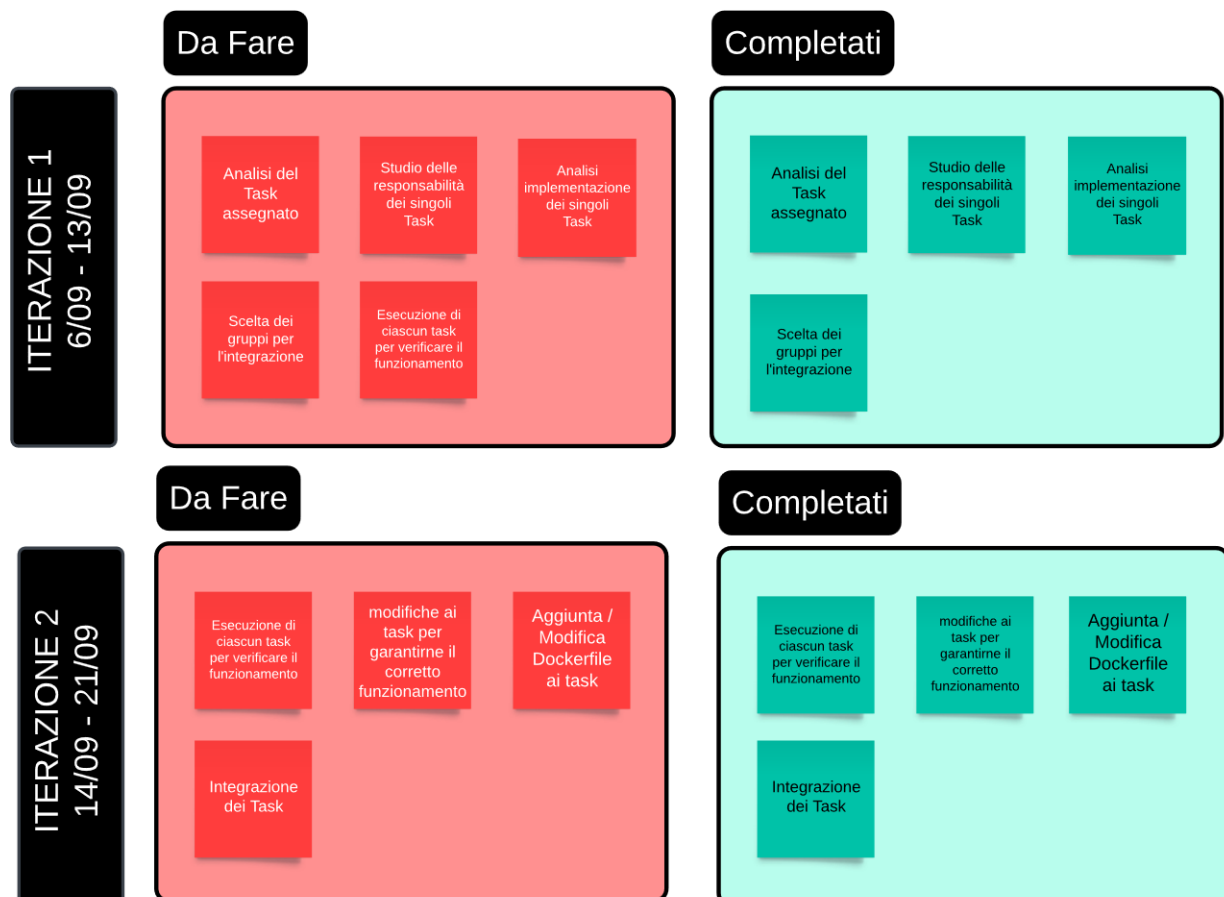 Da Fare
Completati
ITERAZIONE 1
6/09 - 13/09
Analisi del
Task
assegnato
Studio delle
responsabilità
dei singoli
Task
Analisi
implementazione
dei singoli
Task
Scelta dei
gruppi per
l'integrazione
Esecuzione di
ciascun task
per verificare il
funzionamento
Analisi del
Task
assegnato
Studio delle
responsabilità
dei singoli
Task
Analisi
implementazione
dei singoli
Task
Scelta dei
gruppi per
l'integrazione
Da Fare
Completati
ITERAZIONE 2
14/09 - 21/09
Esecuzione di
ciascun task
per verificare il
funzionamento
modifiche ai
task per
garantirne il
corretto
funzionamento
Aggiunta /
Modifica
Dockerfile
ai task
Integrazione
dei Task
Esecuzione di
ciascun task
per verificare il
funzionamento
modifiche ai
task per
garantirne il
corretto
funzionamento
Aggiunta /
Modifica
Dockerfile
ai task
Integrazione
dei Task